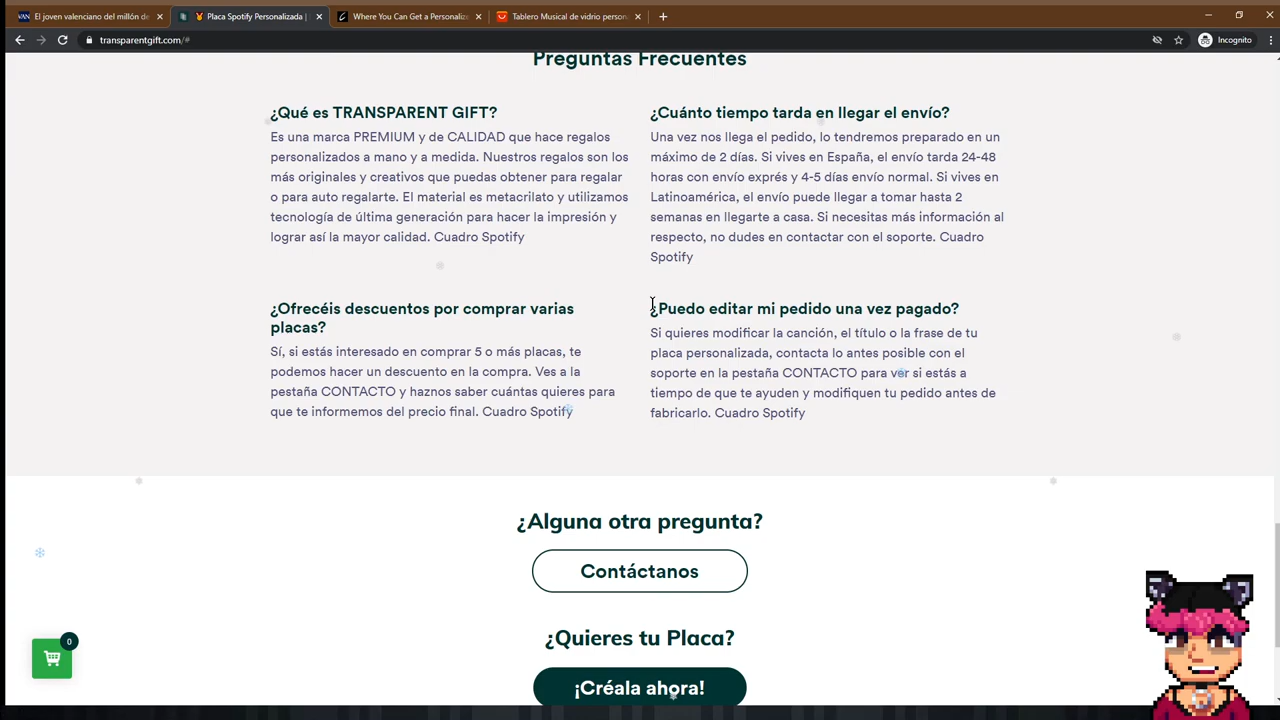 El joven valenciano del millón de
Placa Spotify Personalizada |
Where You Can Get a Personaliz
Tablero Musical de vidrio person
transparentgift.com/#
Incognito
Preguntas Frecuentes
¿Qué es TRANSPARENT GIFT?
Es una marca PREMIUM y de CALIDAD que hace regalos
personalizados a mano y a medida. Nuestros regalos son los
más originales y creativos que puedas obtener para regalar
o para auto regalarte. El material es metacrilato y utilizamos
tecnología de última generación para hacer la impresión y
lograr así la mayor calidad. Cuadro Spotify
¿Cuánto tiempo tarda en llegar el envío?
Una vez nos llega el pedido, lo tendremos preparado en un
máximo de 2 días. Si vives en España, el envío tarda 24-48
horas con envío exprés y 4-5 días envío normal. Si vives en
Latinoamérica, el envío puede llegar a tomar hasta 2
semanas en llegarte a casa. Si necesitas más información al
respecto, no dudes en contactar con el soporte. Cuadro
Spotify
¿Ofrecéis descuentos por comprar varias
placas?
Sí, si estás interesado en comprar 5 o más placas, te
podemos hacer un descuento en la compra. Ves a la
pestaña CONTACTO y haznos saber cuántas quieres para
que te informemos del precio final. Cuadro Spotify
¿Puedo editar mi pedido una vez pagado?
Si quieres modificar la canción, el título o la frase de tu
placa personalizada, contacta lo antes posible con el
soporte en la pestaña CONTACTO para ver si estás a
tiempo de que te ayuden y modifiquen tu pedido antes de
fabricarlo. Cuadro Spotify
¿Alguna otra pregunta?
Contáctanos
¿Quieres tu Placa?
0
¡Créala ahora!